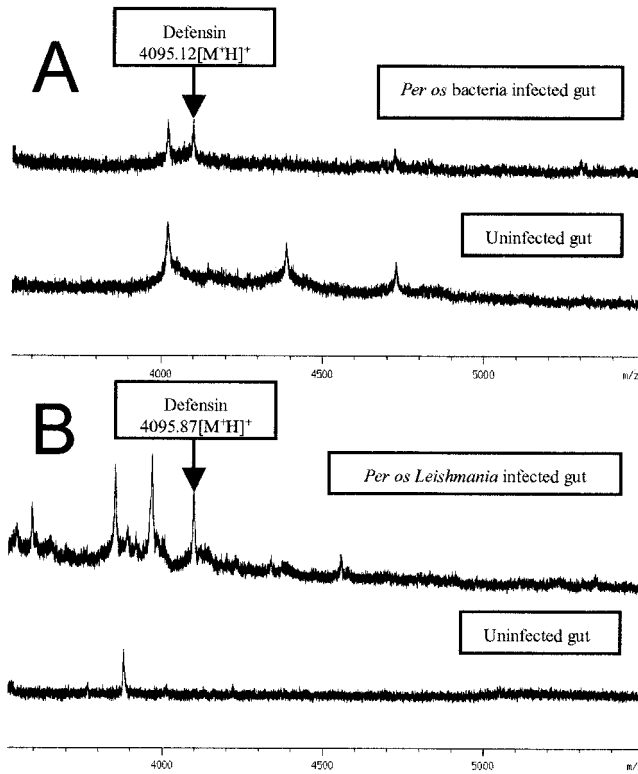 A
Defensin
4095.12[M⁺H]⁺
Per os bacteria infected gut
Uninfected gut
4000 4500 5000 m/z
B
Defensin
4095.87[M⁺H]⁺
Per os Leishmania infected gut
Uninfected gut
4000 4500 5000 m/z